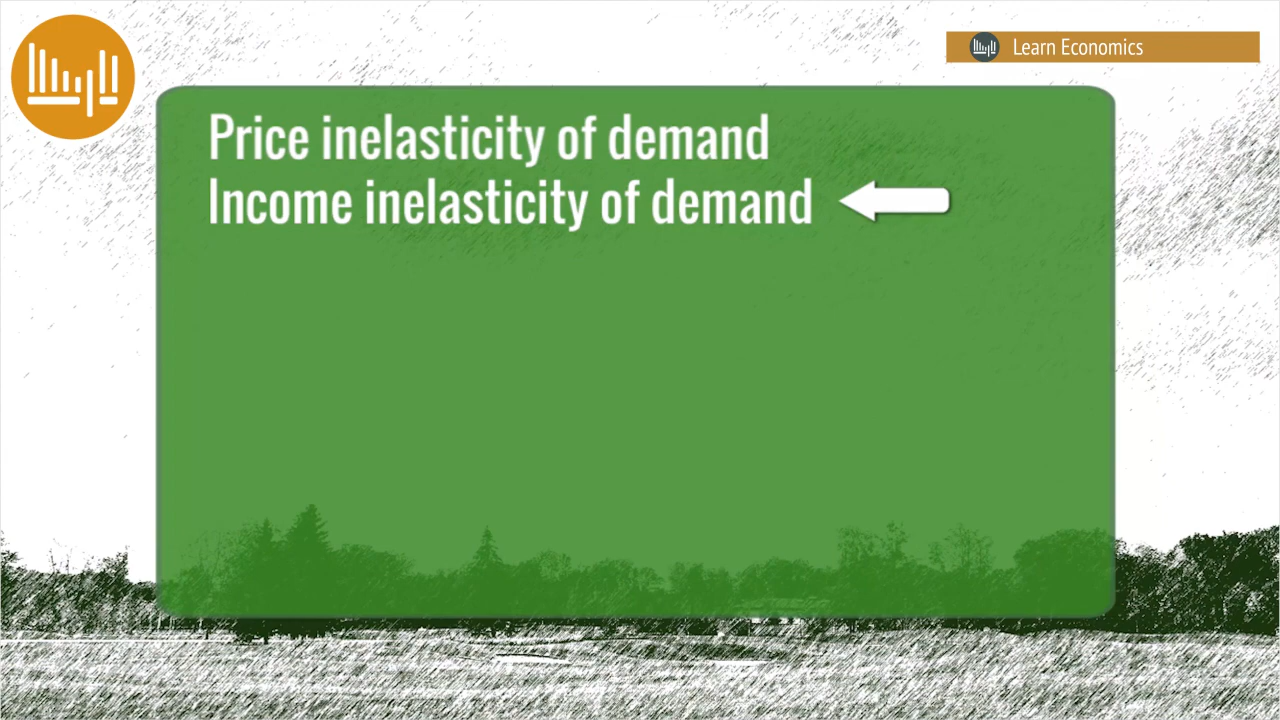 Learn Economics
Price inelasticity of demand
Income inelasticity of demand